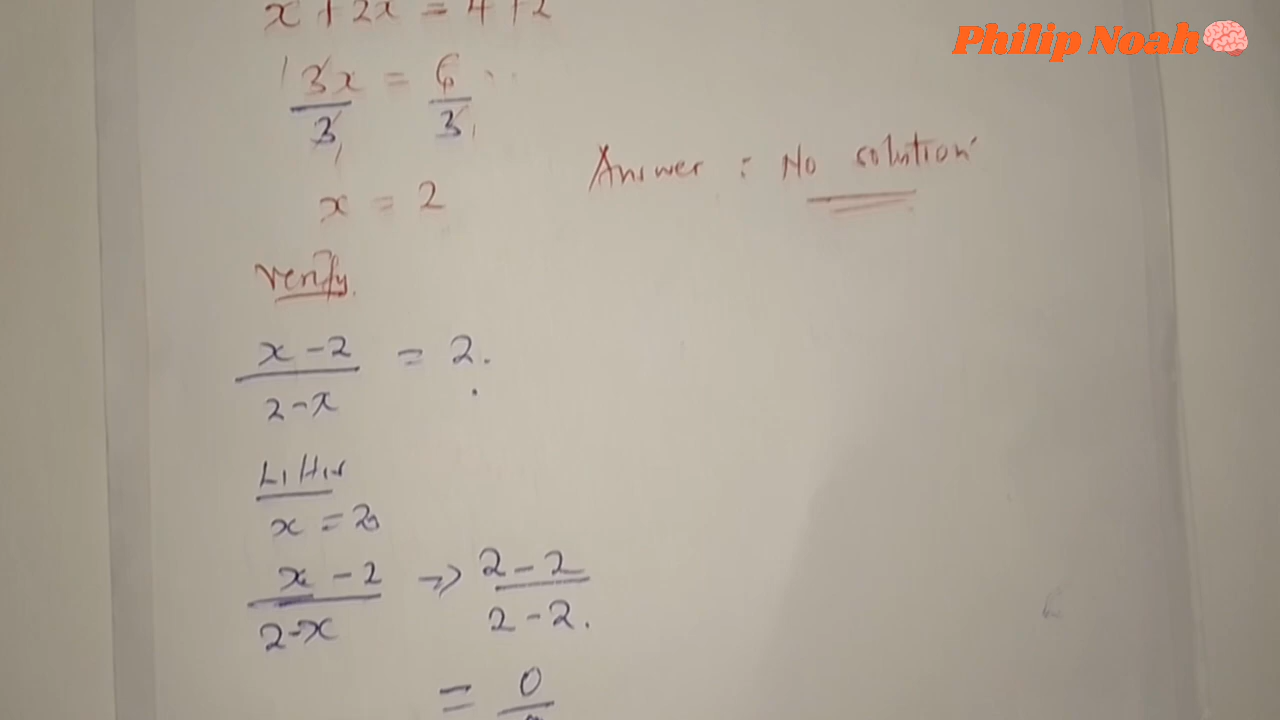 x + 2x = 4 + 2
Philip Noah
3x/3 = 6/3
x = 2
Answer : No solution
Verify.
x - 2 / 2 - x = 2.
x = 2
x - 2 / 2 - x => 2 - 2 / 2 - 2.
= 0